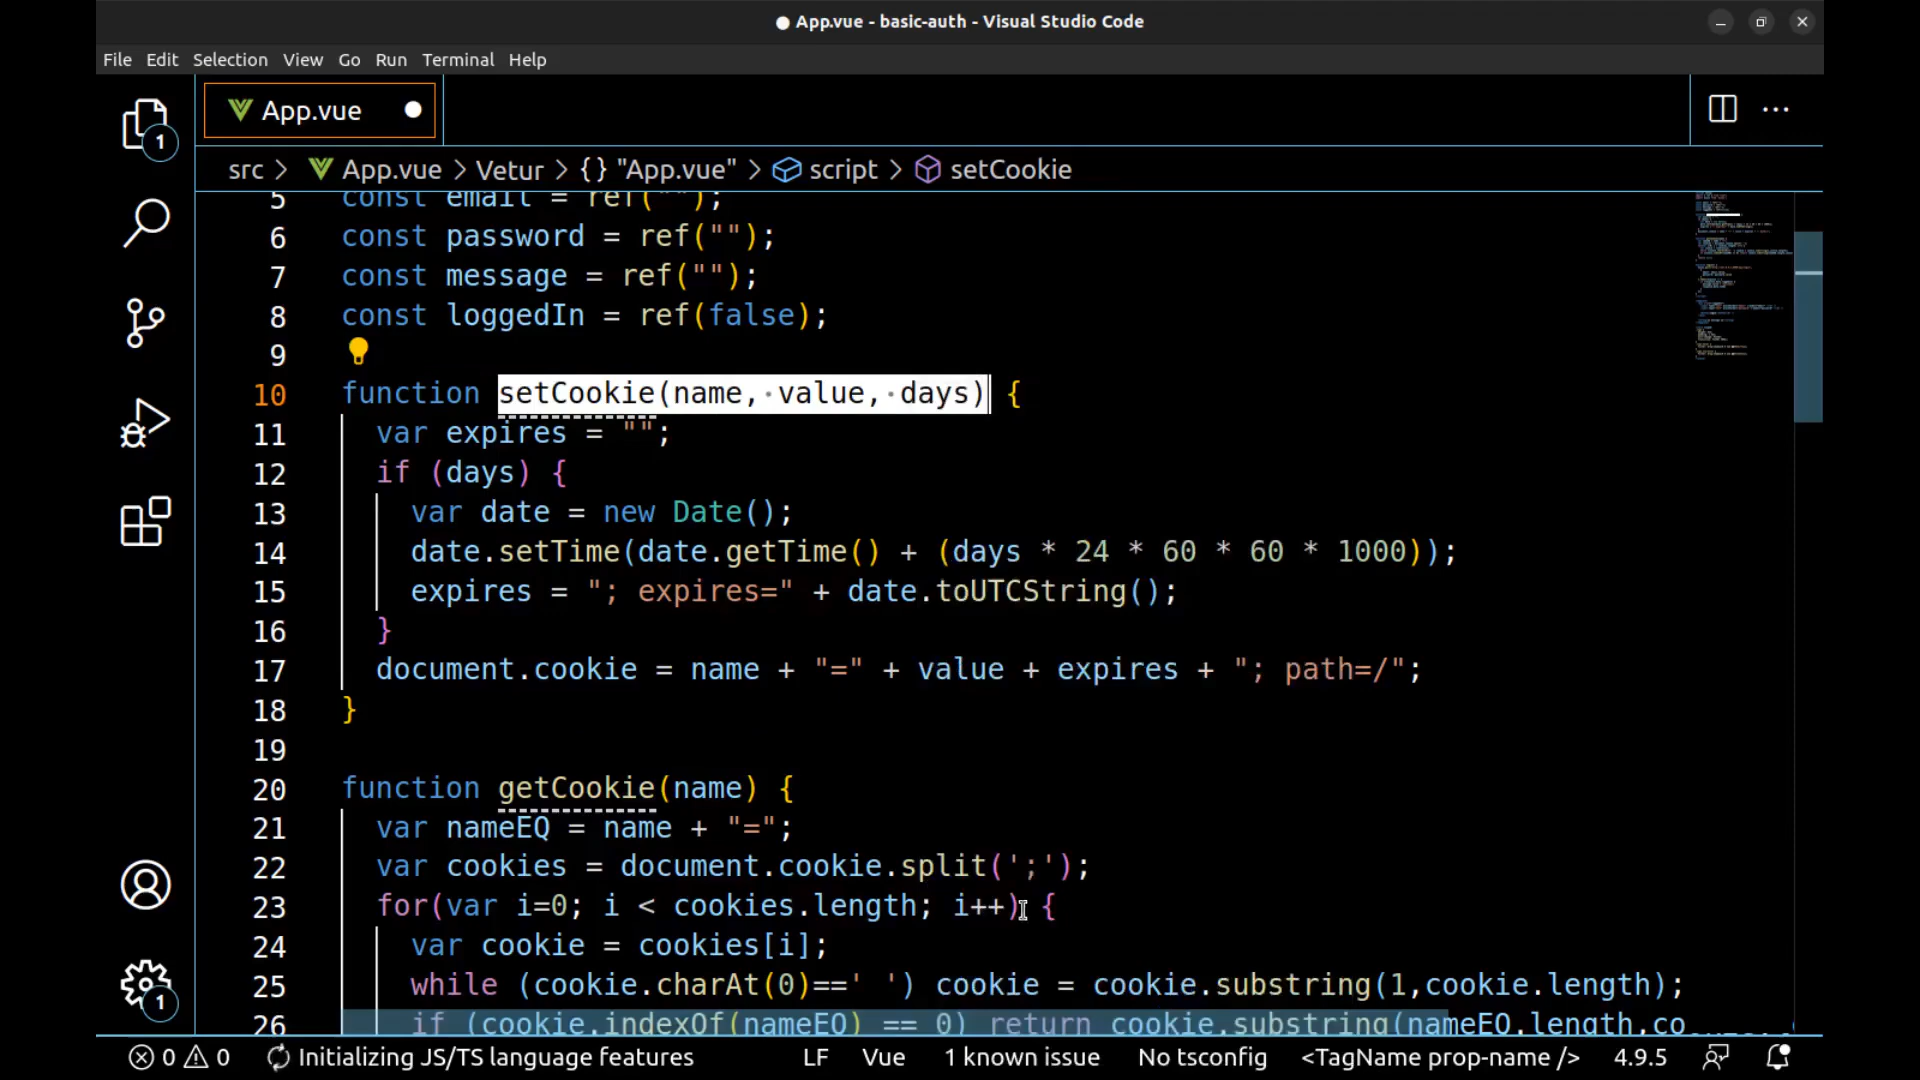 App.vue - basic-auth - Visual Studio Code
File Edit Selection View Go Run Terminal Help
App.vue
src > App.vue > Vetur > {} "App.vue" > script > setCookie
5 const email = ref("");
6 const password = ref("");
7 const message = ref("");
8 const loggedIn = ref(false);
9
10 function setCookie(name, value, days) {
11 var expires = "";
12 if (days) {
13 var date = new Date();
14 date.setTime(date.getTime() + (days * 24 * 60 * 60 * 1000));
15 expires = "; expires=" + date.toUTCString();
16 }
17 document.cookie = name + "=" + value + expires + "; path=/";
18 }
19
20 function getCookie(name) {
21 var nameEQ = name + "=";
22 var cookies = document.cookie.split(';');
23 for(var i=0; i < cookies.length; i++) {
24 var cookie = cookies[i];
25 while (cookie.charAt(0)==' ') cookie = cookie.substring(1,cookie.length);
26 if (cookie.indexOf(nameEQ) == 0) return cookie.substring(nameEQ.length,co
1
1
0 0 Initializing JS/TS language features LF Vue 1 known issue No tsconfig <TagName prop-name /> 4.9.5